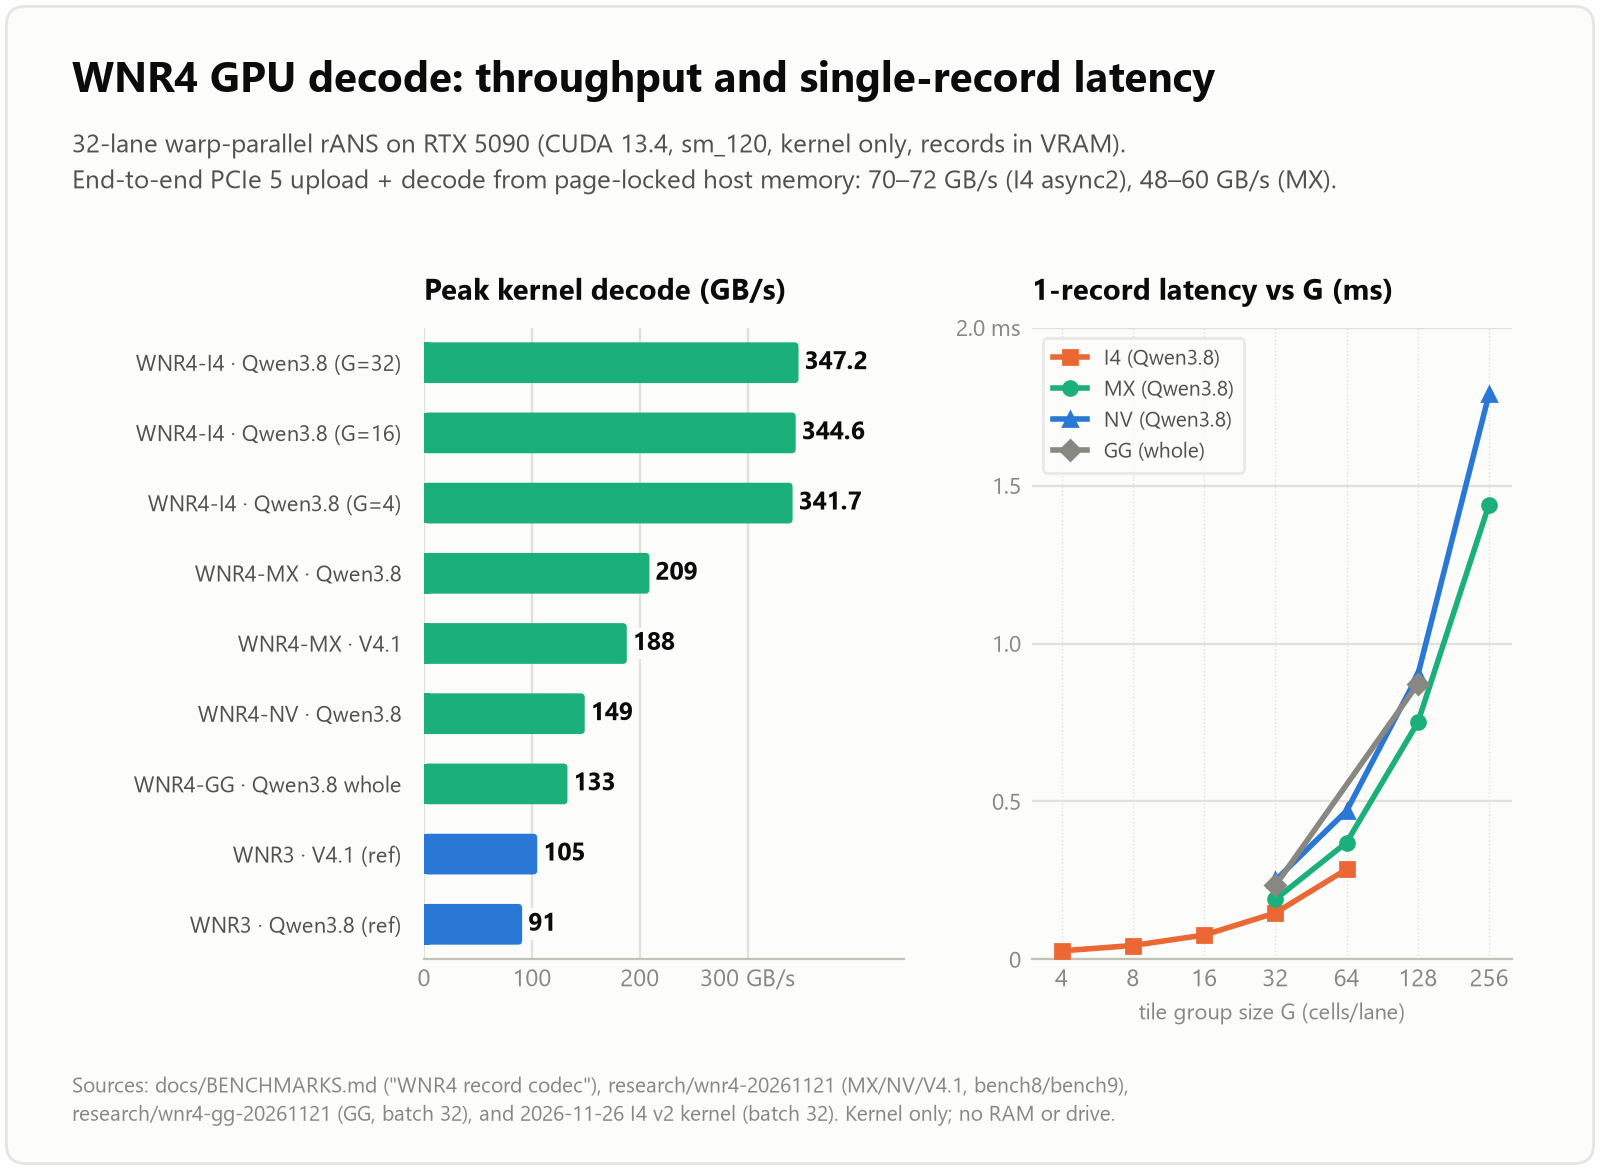 WNR4 GPU decode: throughput and single-record latency
32-lane warp-parallel rANS on RTX 5090 (CUDA 13.4, sm_120, kernel only, records in VRAM).
End-to-end PCIe 5 upload + decode from page-locked host memory: 70–72 GB/s (I4 async2), 48–60 GB/s (MX).
Peak kernel decode (GB/s)
WNR4-I4 · Qwen3.8 (G=32) 347.2
WNR4-I4 · Qwen3.8 (G=16) 344.6
WNR4-I4 · Qwen3.8 (G=4) 341.7
WNR4-MX · Qwen3.8 209
WNR4-MX · V4.1 188
WNR4-NV · Qwen3.8 149
WNR4-GG · Qwen3.8 whole 133
WNR3 · V4.1 (ref) 105
WNR3 · Qwen3.8 (ref) 91
0 100 200 300 GB/s
1-record latency vs G (ms)
2.0 ms
I4 (Qwen3.8)
MX (Qwen3.8)
NV (Qwen3.8)
GG (whole)
1.5
1.0
0.5
0
4 8 16 32 64 128 256
tile group size G (cells/lane)
Sources: docs/BENCHMARKS.md ("WNR4 record codec"), research/wnr4-20261121 (MX/NV/V4.1, bench8/bench9),
research/wnr4-gg-20261121 (GG, batch 32), and 2026-11-26 I4 v2 kernel (batch 32). Kernel only; no RAM or drive.